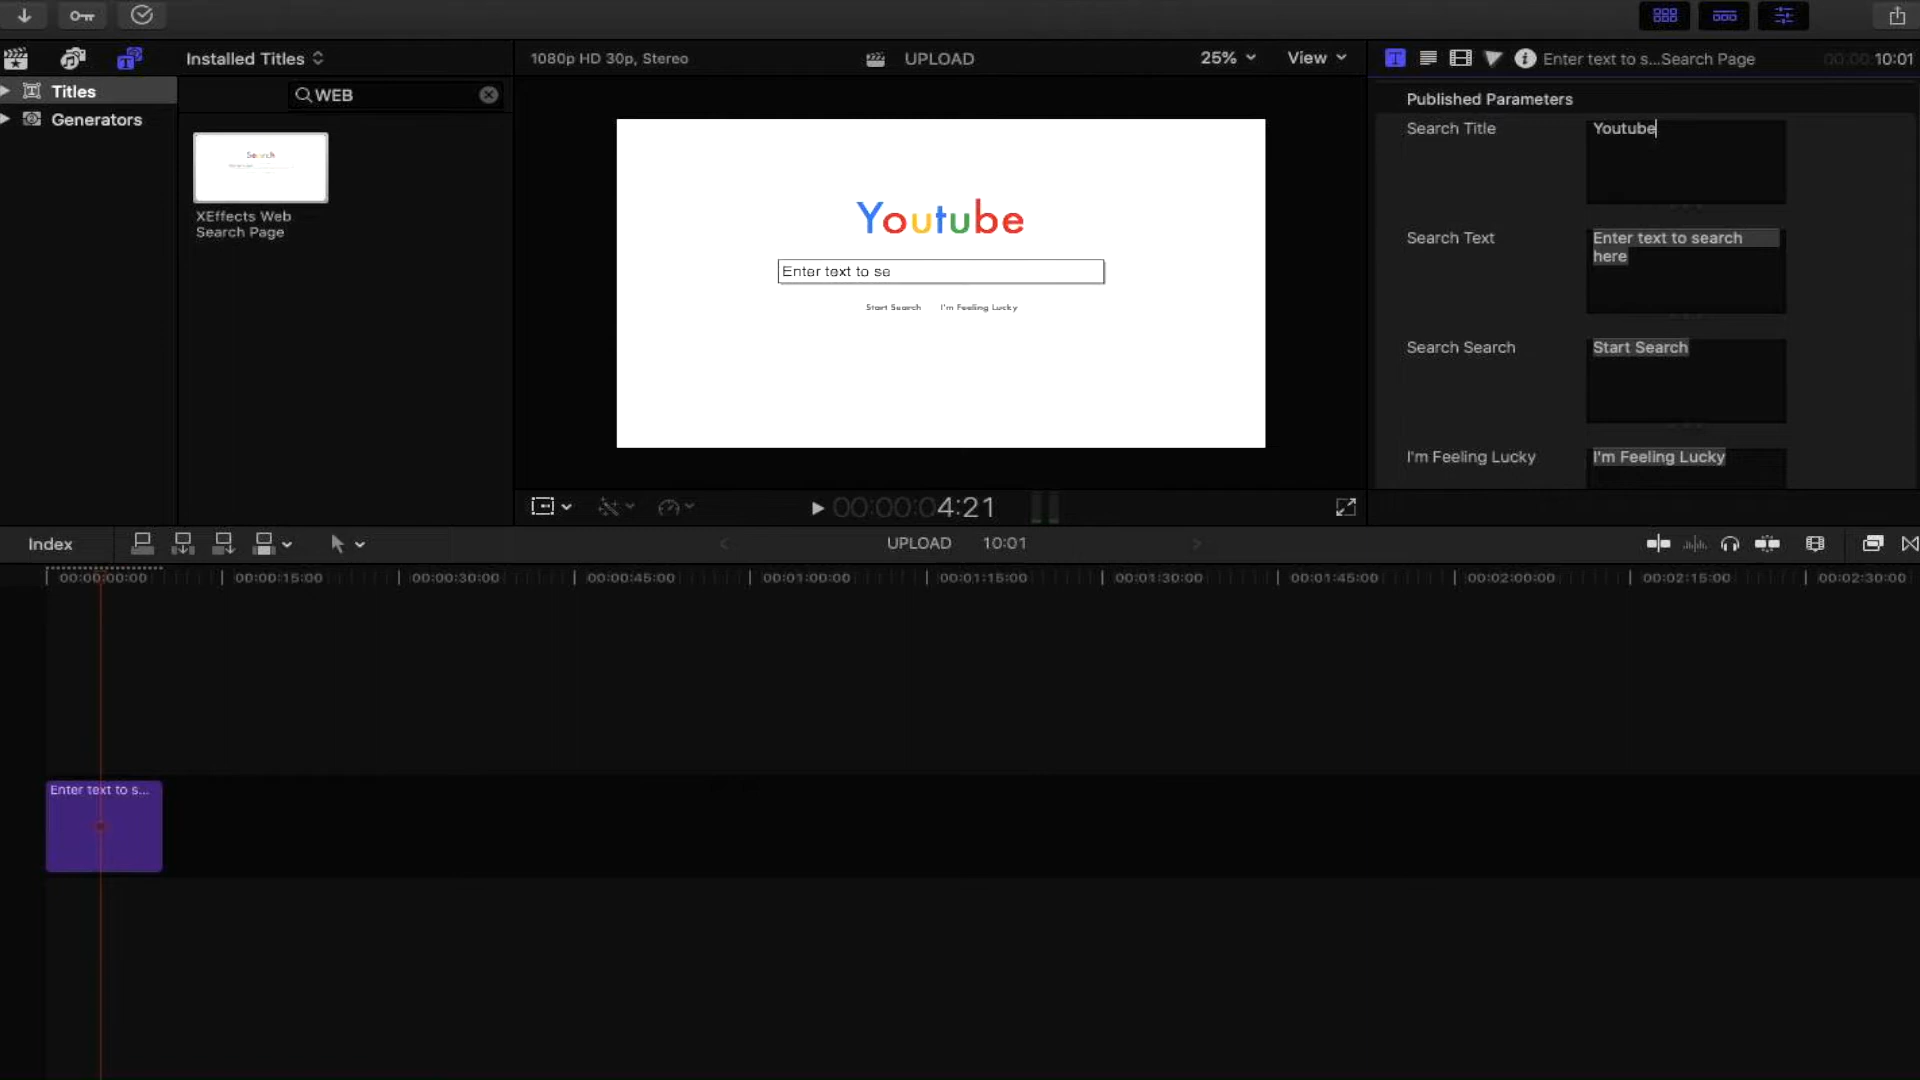 Installed Titles
1080p HD 30p, Stereo
UPLOAD
25%
View
Enter text to s...Search Page
00:00:10:01
Titles
Generators
WEB
Search
XEffects Web
Search Page
Youtube
Enter text to se
Start Search
I'm Feeling Lucky
Published Parameters
Search Title
Youtube
Search Text
Enter text to search
here
Search Search
Start Search
I'm Feeling Lucky
I'm Feeling Lucky
00:00:04:21
Index
UPLOAD
10:01
00:00:00:00
00:00:15:00
00:00:30:00
00:00:45:00
00:01:00:00
00:01:15:00
00:01:30:00
00:01:45:00
00:02:00:00
00:02:15:00
00:02:30:00
Enter text to s...